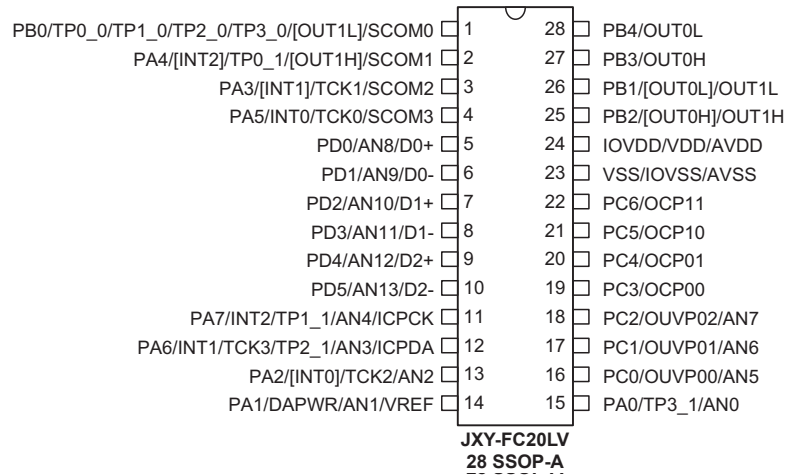 PB0/TP0_0/TP1_0/TP2_0/TP3_0/[OUT1L]/SCOM0 1 28 PB4/OUT0L
PA4/[INT2]/TP0_1/[OUT1H]/SCOM1 2 27 PB3/OUT0H
PA3/[INT1]/TCK1/SCOM2 3 26 PB1/[OUT0L]/OUT1L
PA5/INT0/TCK0/SCOM3 4 25 PB2/[OUT0H]/OUT1H
PD0/AN8/D0+ 5 24 IOVDD/VDD/AVDD
PD1/AN9/D0- 6 23 VSS/IOVSS/AVSS
PD2/AN10/D1+ 7 22 PC6/OCP11
PD3/AN11/D1- 8 21 PC5/OCP10
PD4/AN12/D2+ 9 20 PC4/OCP01
PD5/AN13/D2- 10 19 PC3/OCP00
PA7/INT2/TP1_1/AN4/ICPCK 11 18 PC2/OUVP02/AN7
PA6/INT1/TCK3/TP2_1/AN3/ICPDA 12 17 PC1/OUVP01/AN6
PA2/[INT0]/TCK2/AN2 13 16 PC0/OUVP00/AN5
PA1/DAPWR/AN1/VREF 14 15 PA0/TP3_1/AN0
JXY-FC20LV
28 SSOP-A